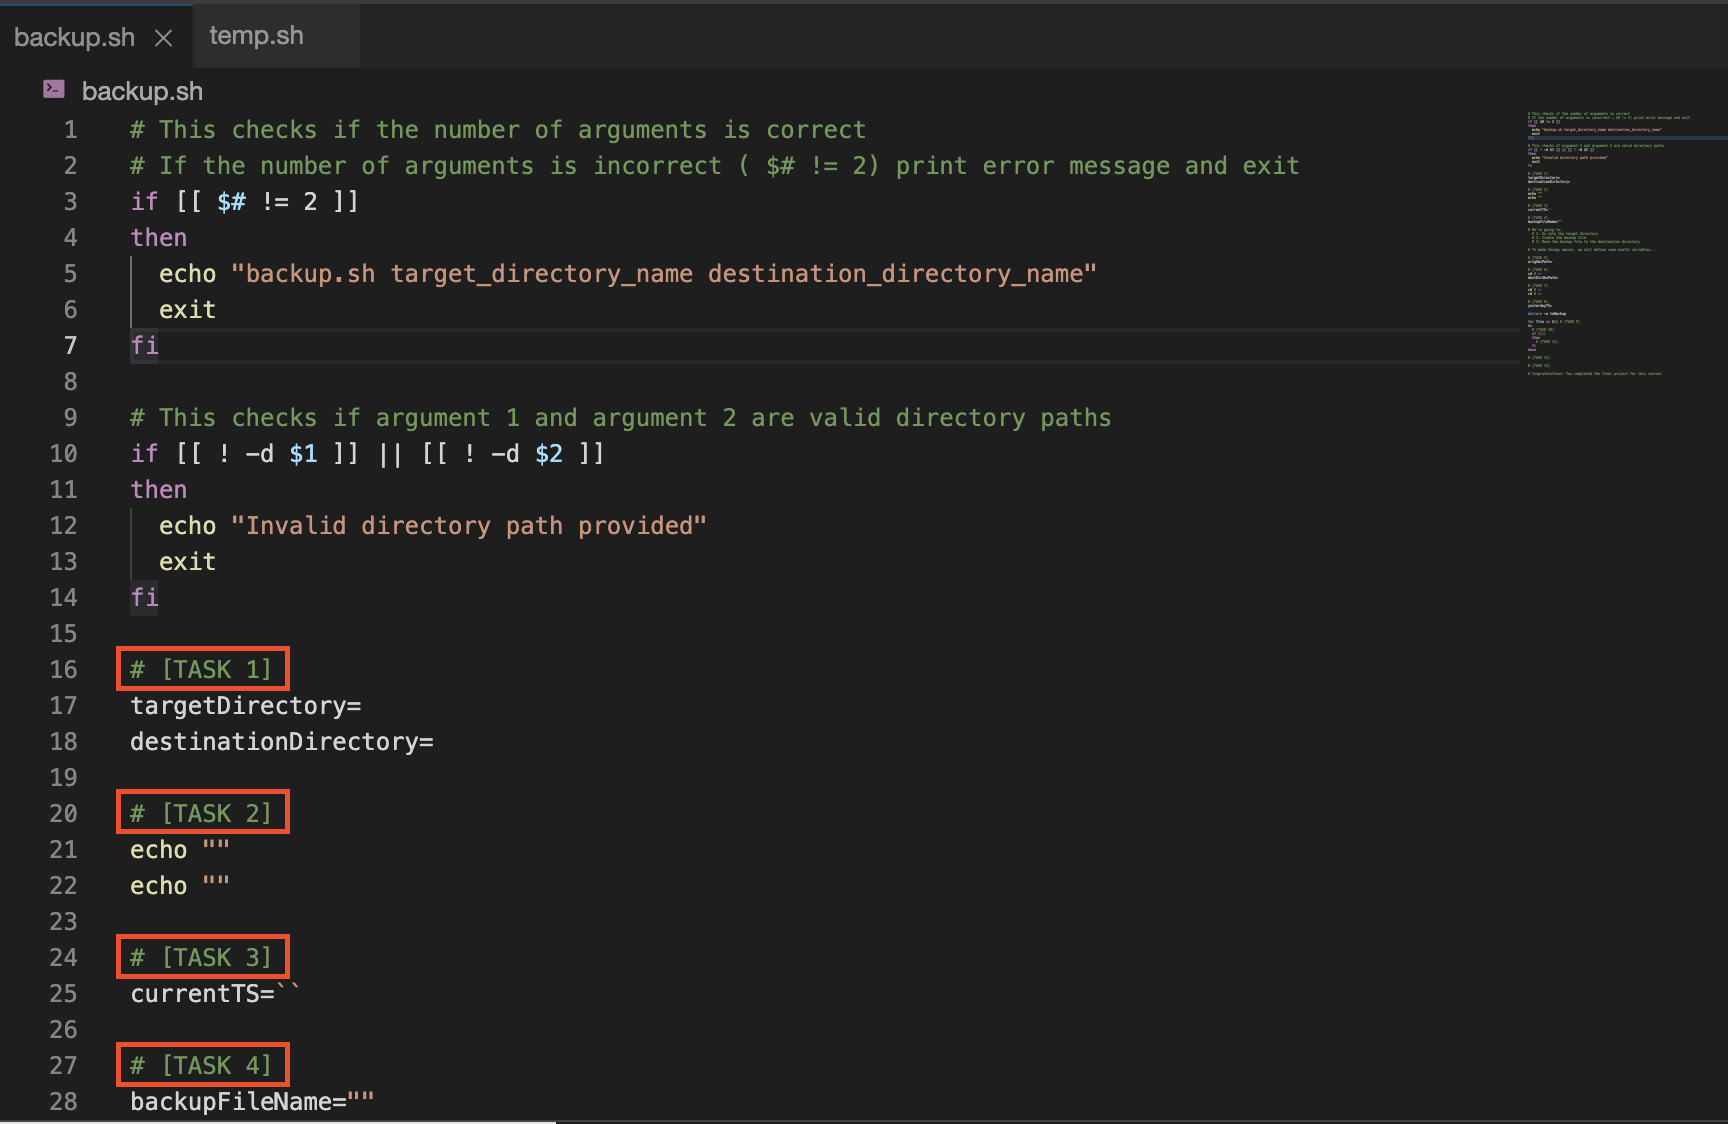 backup.sh
temp.sh
backup.sh
1 # This checks if the number of arguments is correct
2 # If the number of arguments is incorrect ( $# != 2) print error message and exit
3 if [[ $# != 2 ]]
4 then
5 echo "backup.sh target_directory_name destination_directory_name"
6 exit
7 fi
8
9 # This checks if argument 1 and argument 2 are valid directory paths
10 if [[ ! -d $1 ]] || [[ ! -d $2 ]]
11 then
12 echo "Invalid directory path provided"
13 exit
14 fi
15
16 # [TASK 1]
17 targetDirectory=
18 destinationDirectory=
19
20 # [TASK 2]
21 echo ""
22 echo ""
23
24 # [TASK 3]
25 currentTS=``
26
27 # [TASK 4]
28 backupFileName=""